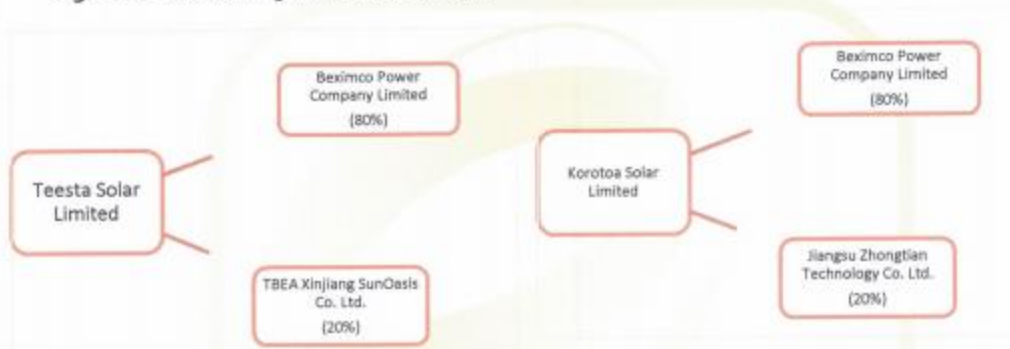 Beximco Power
Company Limited
(80%)
Teesta Solar
Limited
TBEA Xinjiang SunOasis
Co. Ltd.
(20%)
Beximco Power
Company Limited
(80%)
Korotoa Solar
Limited
Jiangsu Zhongtian
Technology Co. Ltd.
(20%)